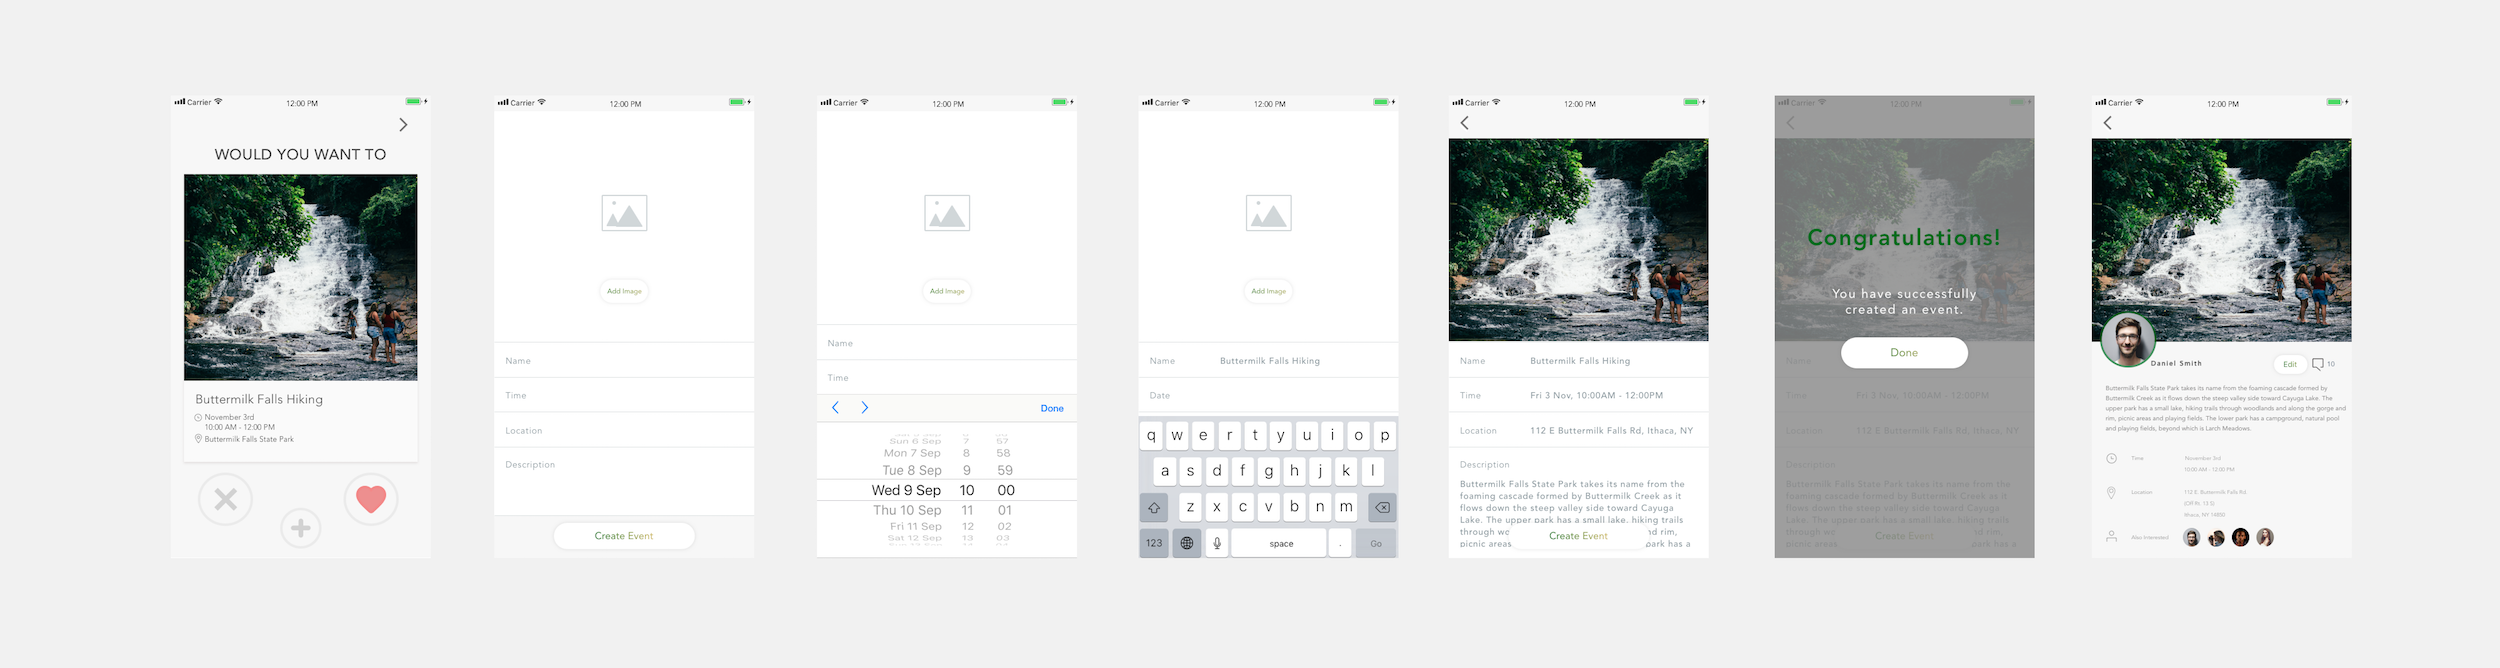 Carrier 12:00 PM
WOULD YOU WANT TO
Buttermilk Falls Hiking
November 3rd
10:00 AM - 12:00 PM
Buttermilk Falls State Park
Carrier 12:00 PM
Add Image
Name
Time
Location
Description
Create Event
Carrier 12:00 PM
Add Image
Name
Time
Done
Sun 6 Sep 7 57
Mon 7 Sep 8 58
Tue 8 Sep 9 59
Wed 9 Sep 10 00
Thu 10 Sep 11 01
Fri 11 Sep 12 02
Sat 12 Sep 13 03
Carrier 12:00 PM
Add Image
Name Buttermilk Falls Hiking
Date
q w e r t y u i o p
a s d f g h j k l
z x c v b n m
123 space . Go
Carrier 12:00 PM
Name Buttermilk Falls Hiking
Time Fri 3 Nov, 10:00AM - 12:00PM
Location 112 E Buttermilk Falls Rd, Ithaca, NY
Description
Buttermilk Falls State Park takes its name from the
foaming cascade formed by Buttermilk Creek as it
flows down the steep valley side toward Cayuga
Lake. The upper park has a small lake, hiking trails
through we d rim,
picnic areas park has a
Create Event
Carrier 12:00 PM
Congratulations!
You have successfully
created an event.
Done
Name Buttermilk Falls Hiking
Time Fri 3 Nov, 10:00AM - 12:00PM
Location 112 E Buttermilk Falls Rd, Ithaca, NY
Description
Buttermilk Falls State Park takes its name from the
foaming cascade formed by Buttermilk Creek as it
flows down the steep valley side toward Cayuga
Lake. The upper park has a small lake, hiking trails
through we d rim,
picnic areas park has a
Create Event
Carrier 12:00 PM
Daniel Smith
Edit 10
Buttermilk Falls State Park takes its name from the foaming cascade formed by
Buttermilk Creek as it flows down the steep valley side toward Cayuga Lake. The
upper park has a small lake, hiking trails through woodlands and along the gorge and
rim, picnic areas and playing fields. The lower park has a campground, natural pool
and playing fields, beyond which is Larch Meadows.
Time November 3rd
10:00 AM - 12:00 PM
Location 112 E. Buttermilk Falls Rd.
(Off Rt. 13 S)
Ithaca, NY 14850
Also Interested